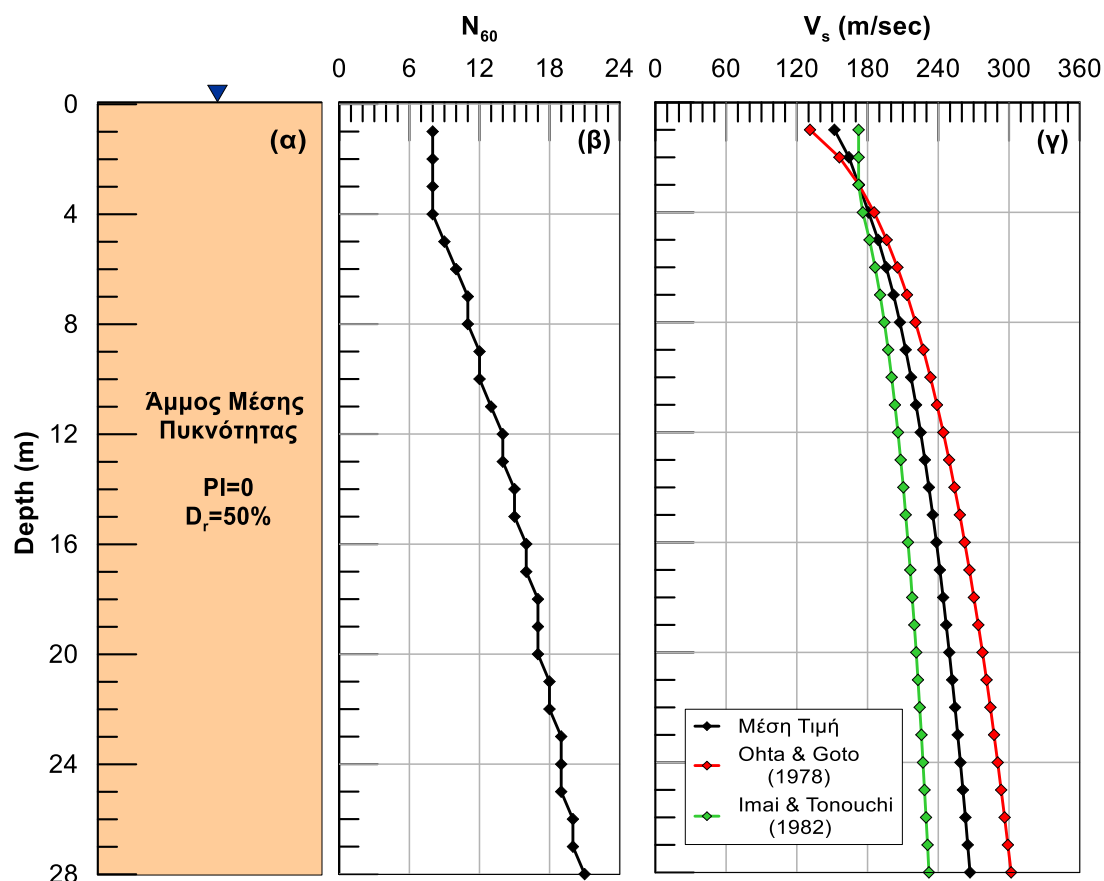 N60
Vs (m/sec)
0 6 12 18 24
0 60 120 180 240 300 360
0
4
8
12
16
20
24
28
Depth (m)
(α)
(β)
(γ)
Άμμος Μέσης
Πυκνότητας
PI=0
Dr=50%
Μέση Τιμή
Ohta & Goto
(1978)
Imai & Tonouchi
(1982)